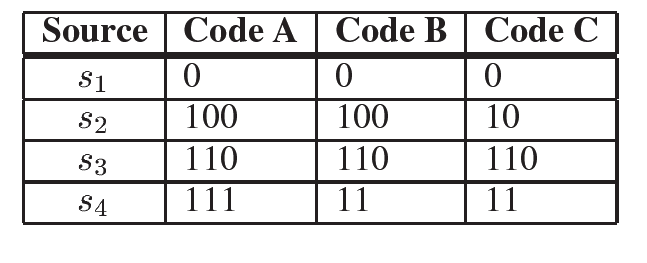 Source Code A Code B Code C
s1 0 0 0
s2 100 100 10
s3 110 110 110
s4 111 11 11